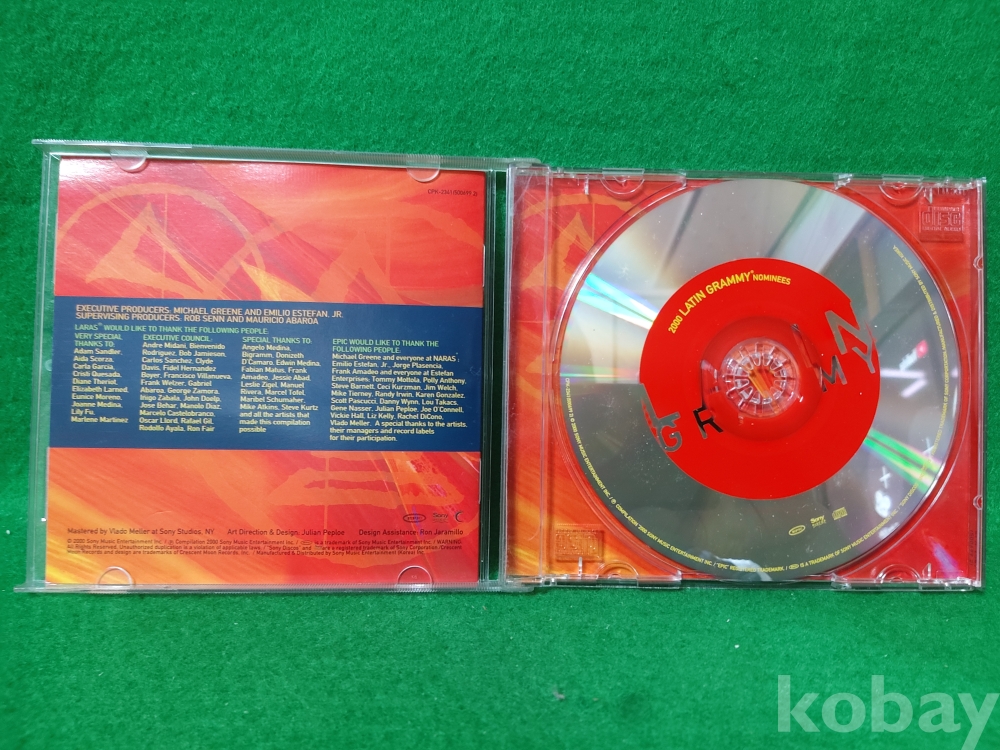 EXECUTIVE PRODUCERS: MICHAEL GREENE AND EMILIO ESTEFAN, JR.
SUPERVISING PRODUCERS: ROB SENN AND MAURICIO ABAROA
LARAS™ WOULD LIKE TO THANK THE FOLLOWING PEOPLE.
VERY SPECIAL
THANKS TO:
Adam Sandler,
Aida Scorza,
Carla Garcia,
Cristi Quesada,
Diane Theriot,
Elizabeth Larned,
Eunice Moreno,
Joanne Medina,
Lily Fu,
Marlene Martinez
EXECUTIVE COUNCIL:
Andre Midani, Bienvenido
Rodriguez, Bob Jamieson,
Carlos Sanchez, Clyde
Davis, Fidel Hernandez
Boyer, Francisco Villanueva,
Frank Welzer, Gabriel
Abaroa, George Zamora,
Iñigo Zabala, John Doelp,
Jose Behar, Manolo Diaz,
Marcelo Castelobranco,
Oscar Llord, Rafael Gil,
Rodolfo Ayala, Ron Fair
SPECIAL THANKS TO:
Angelo Medina,
Bigramm, Donizeth
D'Camaro, Edwin Medina,
Fabian Matus, Frank
Amadeo, Jessie Abad,
Leslie Zigel, Manuel
Rivera, Marcel Totel,
Maribel Schumaher,
Mike Atkins, Steve Kurtz
and all the artists that
made this compilation
possible
EPIC WOULD LIKE TO THANK THE
FOLLOWING PEOPLE.
Michael Greene and everyone at NARAS
Emilio Estefan, Jr., Jorge Plasencia,
Frank Amadeo and everyone at Estefan
Enterprises, Tommy Mottola, Polly Anthony,
Steve Barnett, Ceci Kurzman, Jim Welch,
Mike Tierney, Randy Irwin, Karen Gonzalez,
Scott Pascucci, Danny Wynn, Lou Takacs,
Gene Nasser, Julian Peploe, Joe O'Connell,
Vickie Hall, Liz Kelly, Rachel DiCono,
Vlado Meller. A special thanks to the artists,
their managers and record labels
for their participation.
Mastered by Vlado Meller at Sony Studios, NY
Art Direction & Design: Julian Peploe
Design Assistance: Ron Jaramillo
2000 LATIN GRAMMY® NOMINEES
GR
MMY
kobay